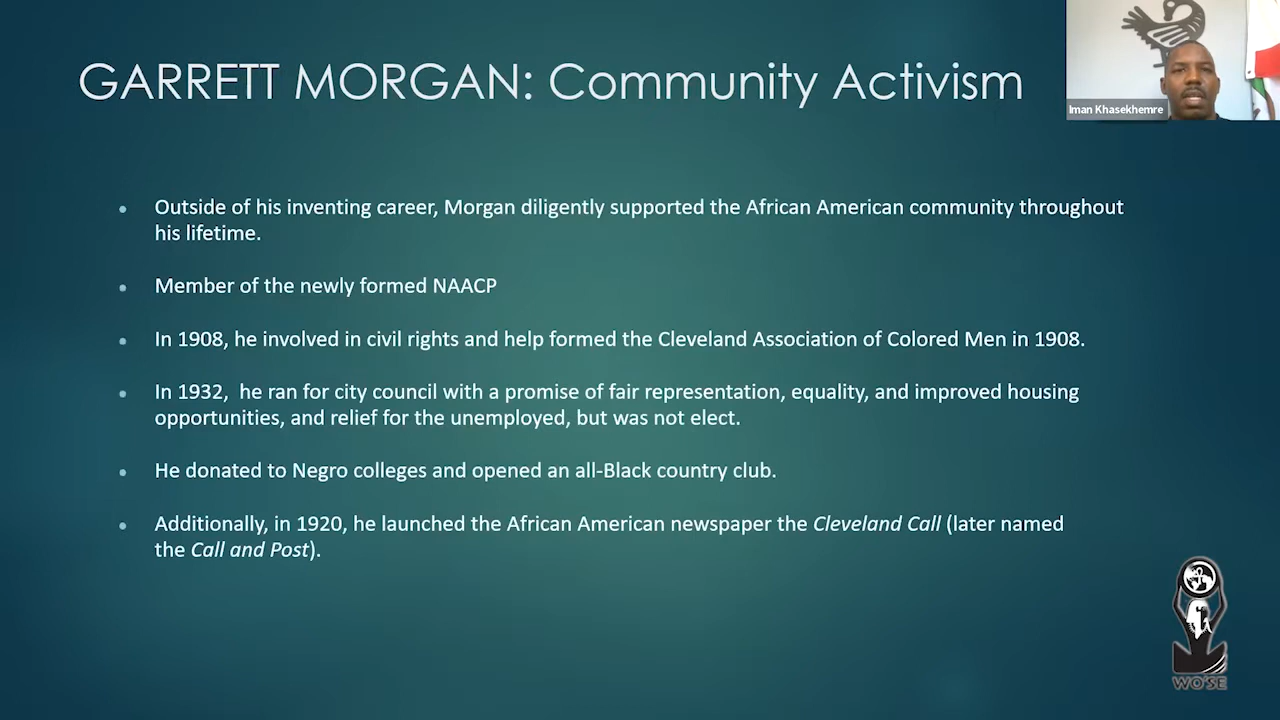 GARRETT MORGAN: Community Activism
Iman Khasekhemre
Outside of his inventing career, Morgan diligently supported the African American community throughout
his lifetime.
Member of the newly formed NAACP
In 1908, he involved in civil rights and help formed the Cleveland Association of Colored Men in 1908.
In 1932,  he ran for city council with a promise of fair representation, equality, and improved housing
opportunities, and relief for the unemployed, but was not elect.
He donated to Negro colleges and opened an all-Black country club.
Additionally, in 1920, he launched the African American newspaper the Cleveland Call (later named
the Call and Post).
WO'SE